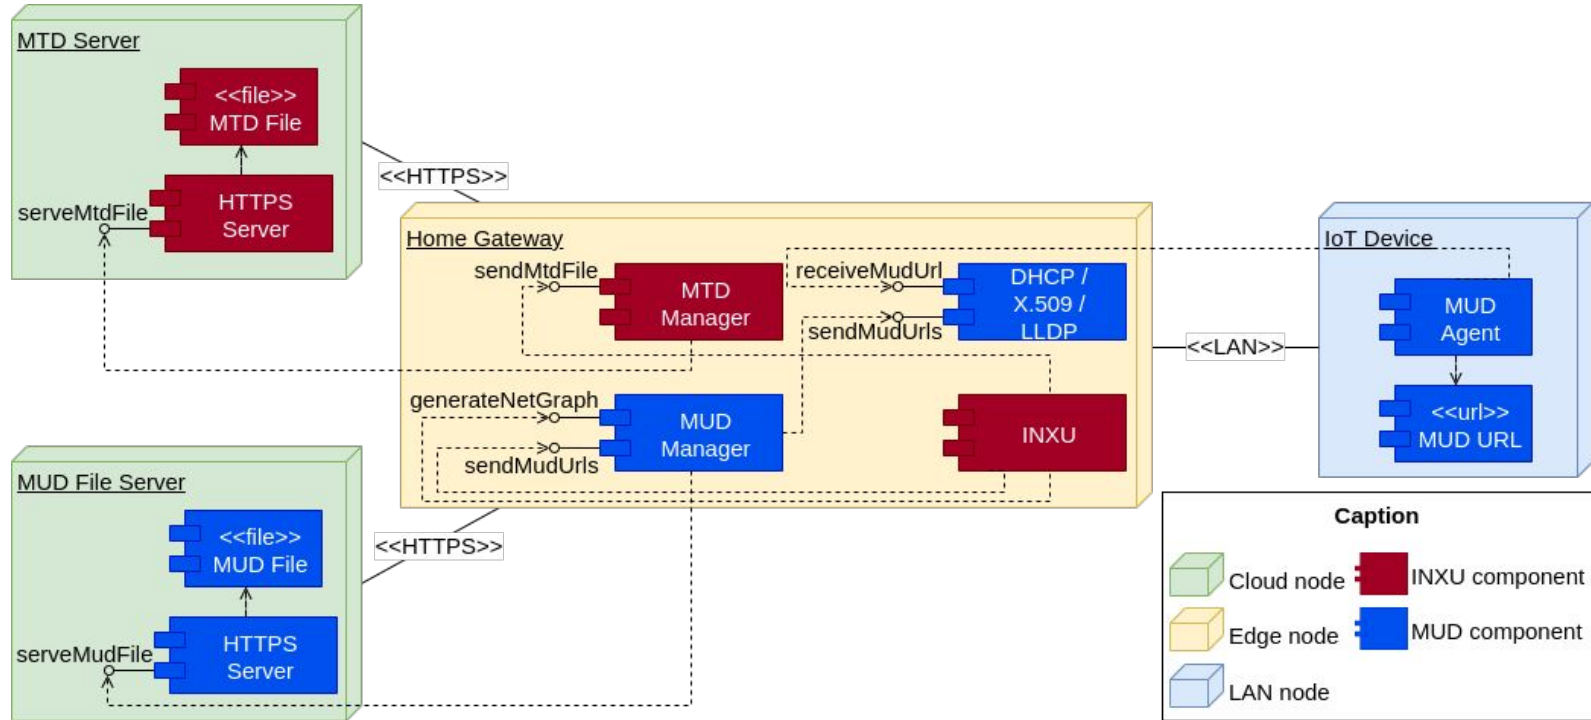 MTD Server
<<file>>
MTD File
HTTPS
Server
serveMtdFile
<<HTTPS>>
Home Gateway
sendMtdFile
MTD
Manager
receiveMudUrl
sendMudUrls
DHCP /
X.509 /
LLDP
generateNetGraph
sendMudUrls
MUD
Manager
INXU
<<LAN>>
IoT Device
MUD
Agent
<<url>>
MUD URL
MUD File Server
<<file>>
MUD File
HTTPS
Server
serveMudFile
<<HTTPS>>
Caption
Cloud node
INXU component
Edge node
MUD component
LAN node